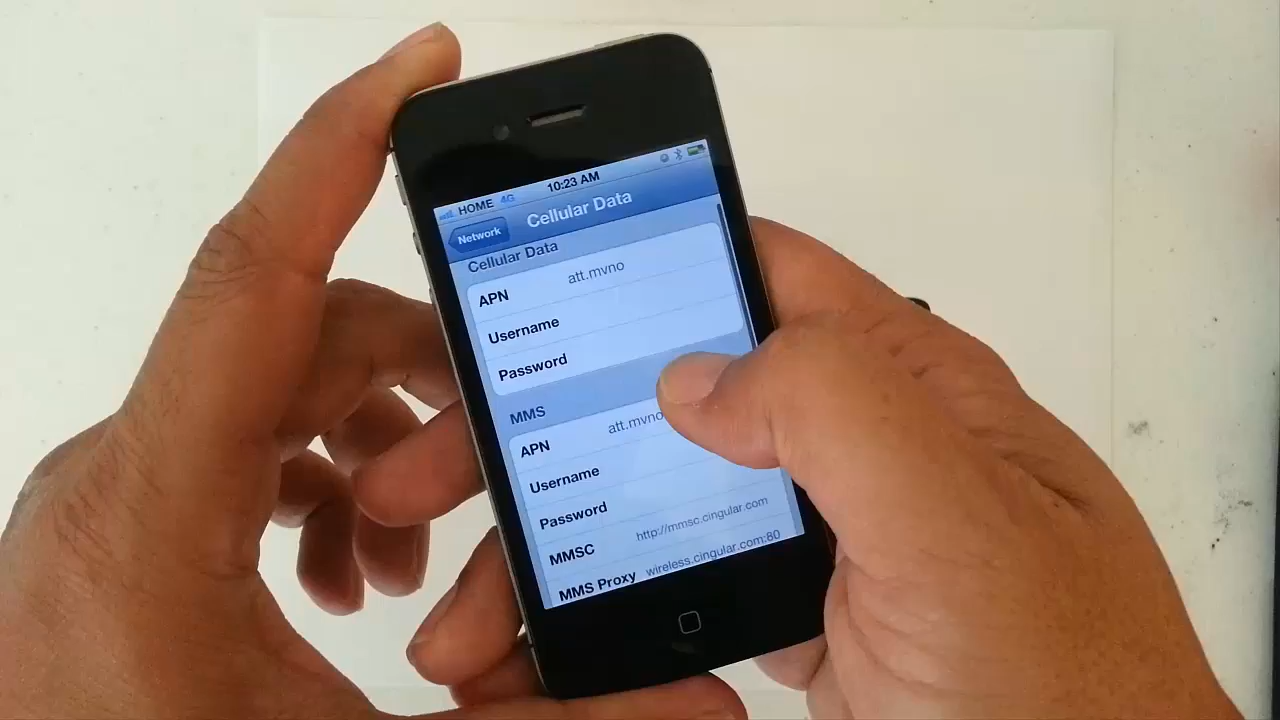 HOME 4G 10:23 AM
Network Cellular Data
Cellular Data
APN att.mvno
Username
Password
MMS
APN att.mvno
Username
Password
MMSC http://mmsc.cingular.com
MMS Proxy wireless.cingular.com:80